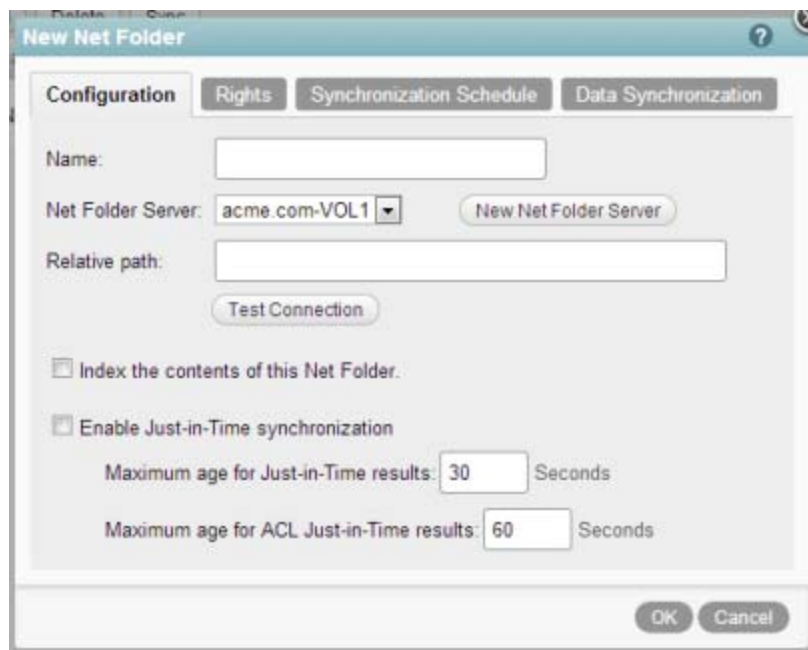 Delete Sync
New Net Folder ?
Configuration Rights Synchronization Schedule Data Synchronization
Name:
Net Folder Server: acme.com-VOL1 New Net Folder Server
Relative path:
Test Connection
Index the contents of this Net Folder.
Enable Just-in-Time synchronization
Maximum age for Just-in-Time results: 30 Seconds
Maximum age for ACL Just-in-Time results: 60 Seconds
OK Cancel